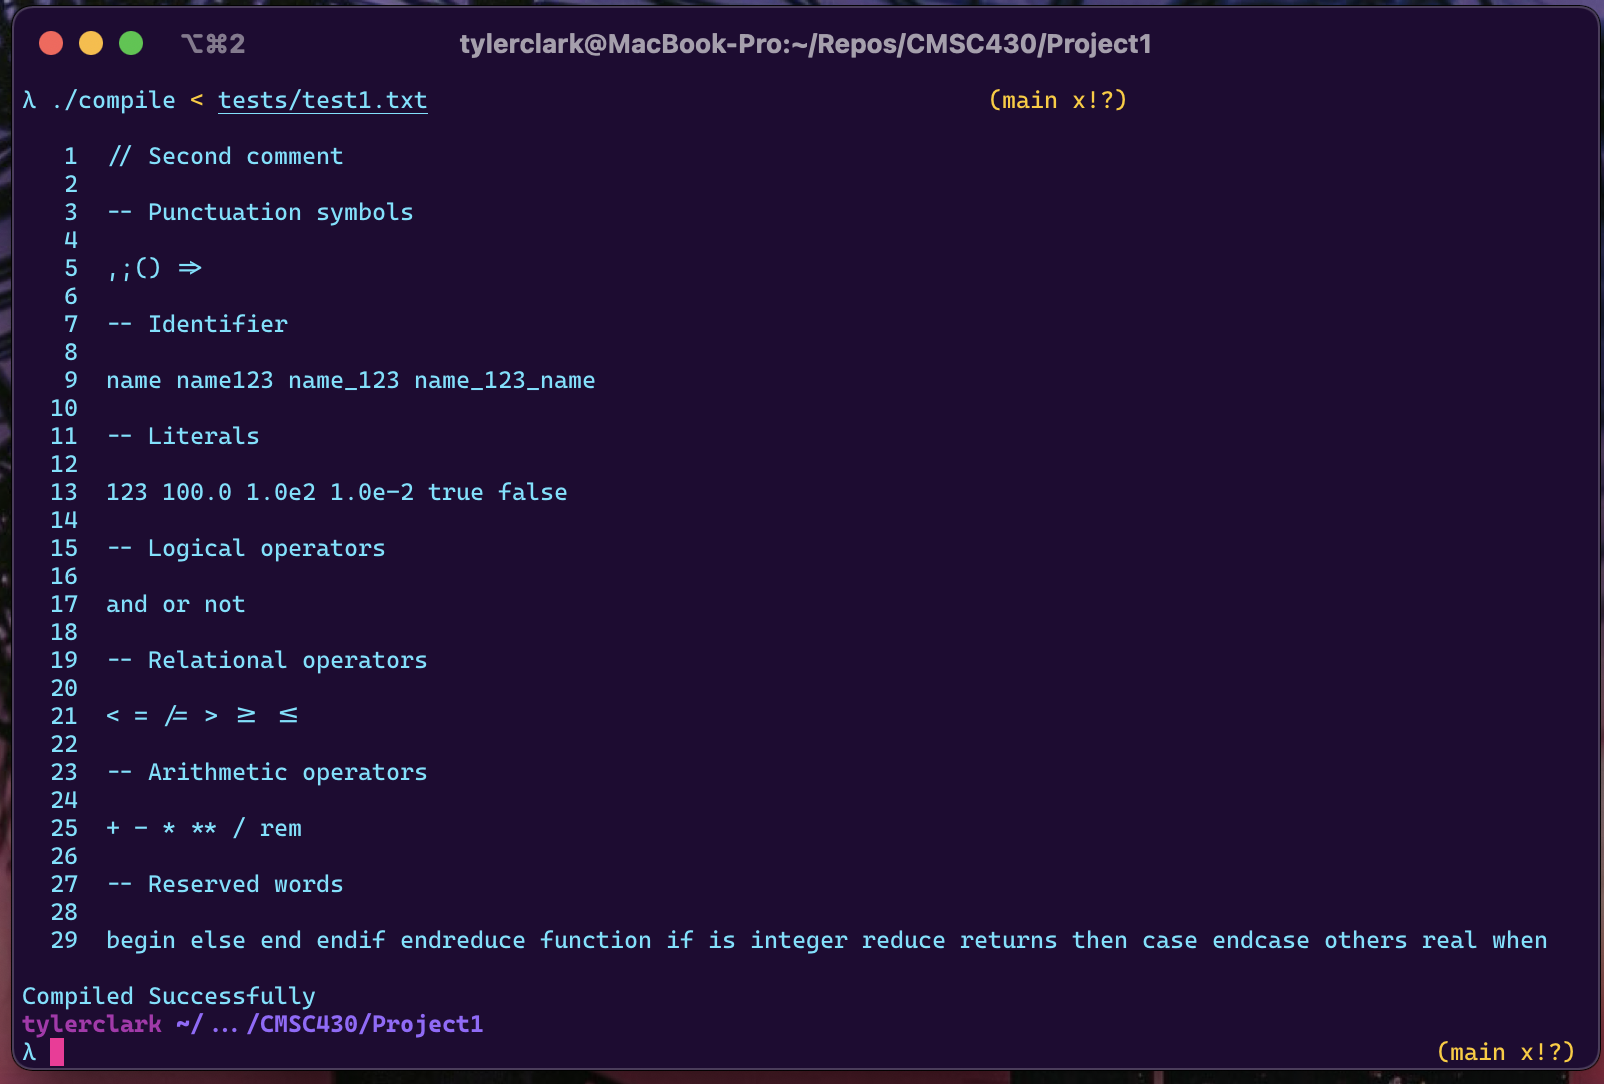 ⌥⌘2 tylerclark@MacBook-Pro:~/Repos/CMSC430/Project1
λ ./compile < tests/test1.txt (main x!?)
1 // Second comment
2
3 -- Punctuation symbols
4
5 ,;() =>
6
7 -- Identifier
8
9 name name123 name_123 name_123_name
10
11 -- Literals
12
13 123 100.0 1.0e2 1.0e-2 true false
14
15 -- Logical operators
16
17 and or not
18
19 -- Relational operators
20
21 < = /= > >= <=
22
23 -- Arithmetic operators
24
25 + - * ** / rem
26
27 -- Reserved words
28
29 begin else end endif endreduce function if is integer reduce returns then case endcase others real when
Compiled Successfully
tylerclark ~/.../CMSC430/Project1
λ (main x!?)